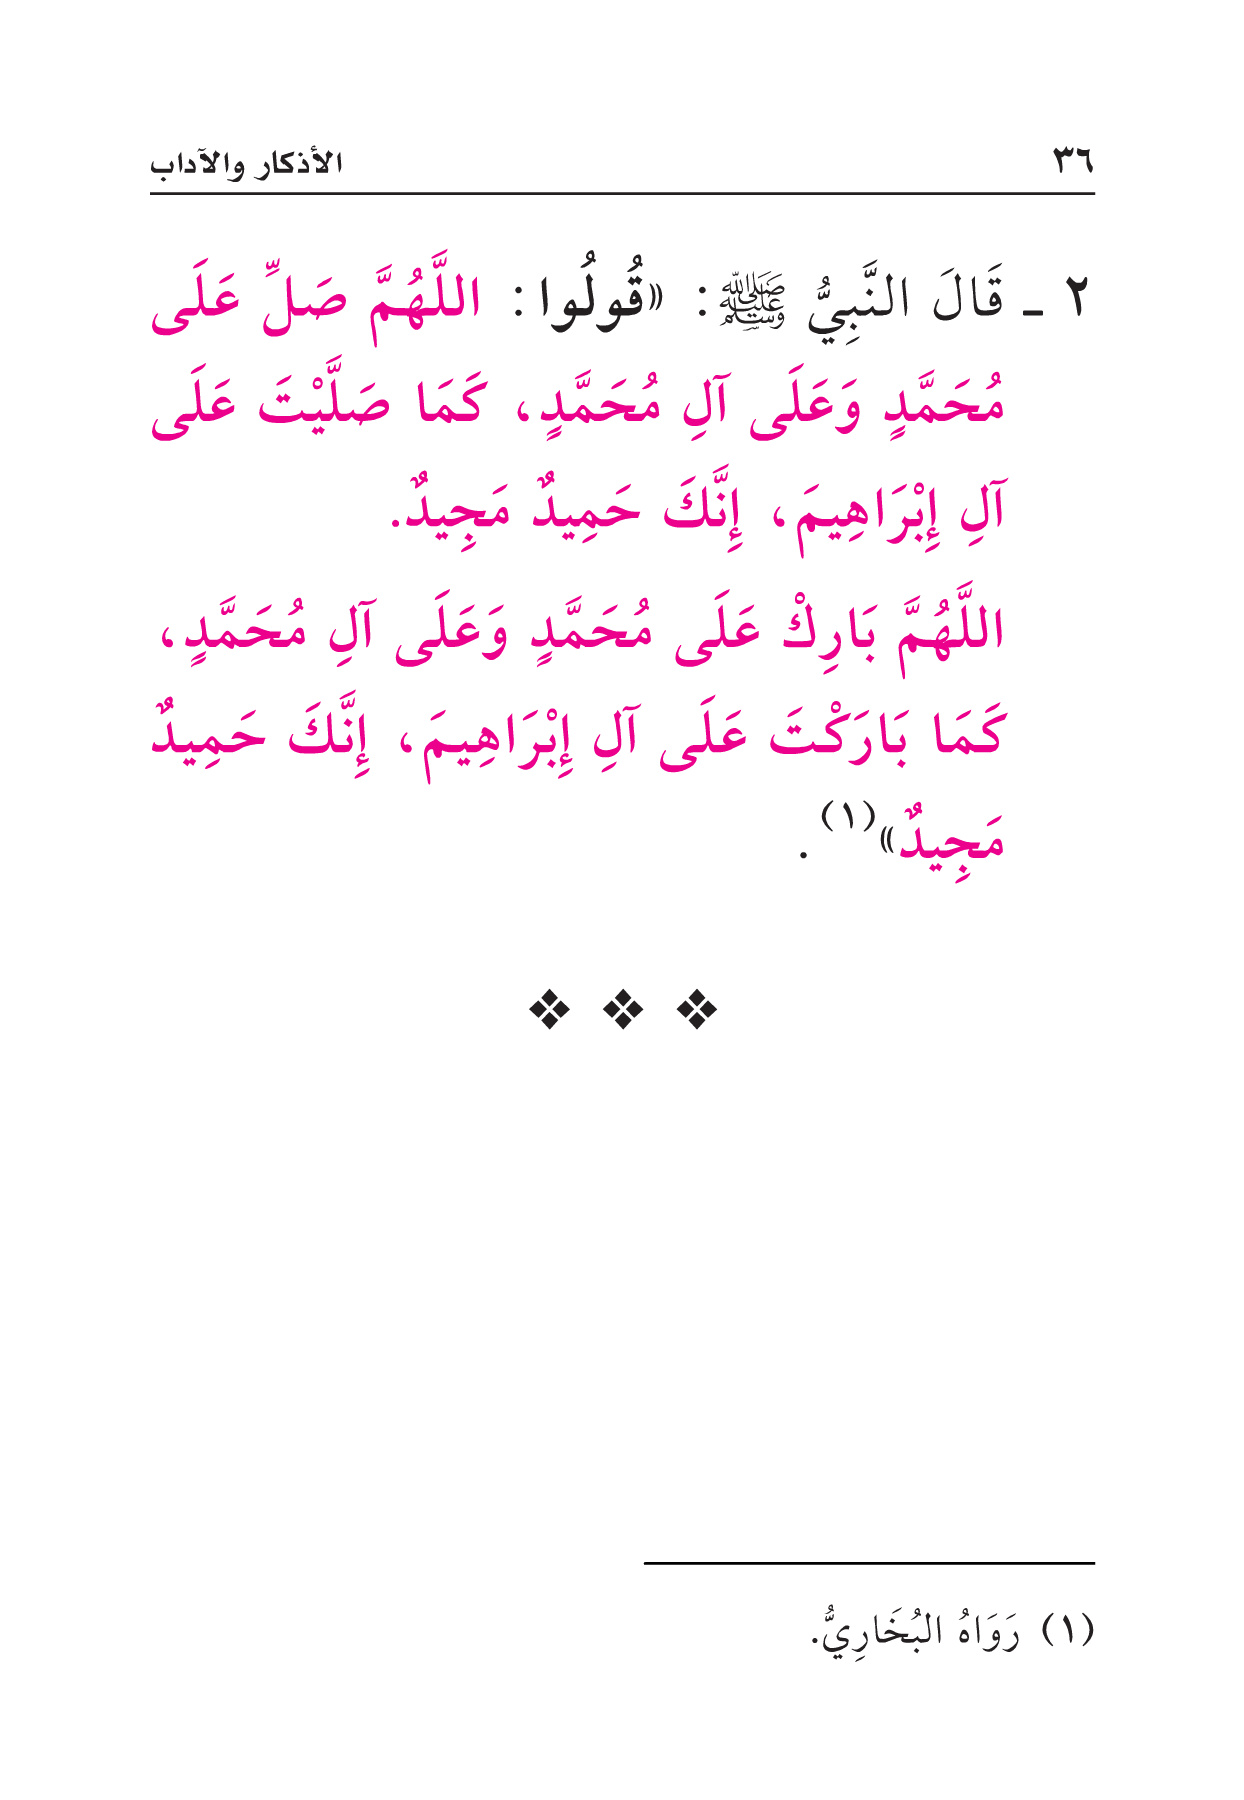 ٣٦ الأذكار والآداب
٢ ـ قَالَ النَّبِيُّ ﷺ: «قُولُوا: اللَّهُمَّ صَلِّ عَلَى
مُحَمَّدٍ وَعَلَى آلِ مُحَمَّدٍ، كَمَا صَلَّيْتَ عَلَى
آلِ إِبْرَاهِيمَ، إِنَّكَ حَمِيدٌ مَجِيدٌ.
اللَّهُمَّ بَارِكْ عَلَى مُحَمَّدٍ وَعَلَى آلِ مُحَمَّدٍ،
كَمَا بَارَكْتَ عَلَى آلِ إِبْرَاهِيمَ، إِنَّكَ حَمِيدٌ
مَجِيدٌ»(١).
(١) رَوَاهُ البُخَارِيُّ.